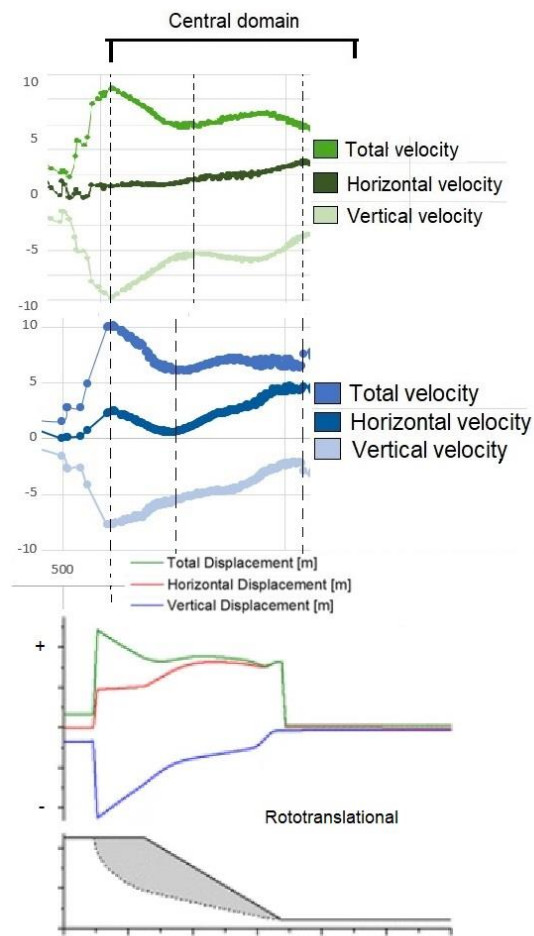 Central domain
10
5
0
-5
-10
Total velocity
Horizontal velocity
Vertical velocity
10
5
0
-5
-10
500
Total velocity
Horizontal velocity
Vertical velocity
Total Displacement [m]
Horizontal Displacement [m]
Vertical Displacement [m]
+
-
Rototranslational